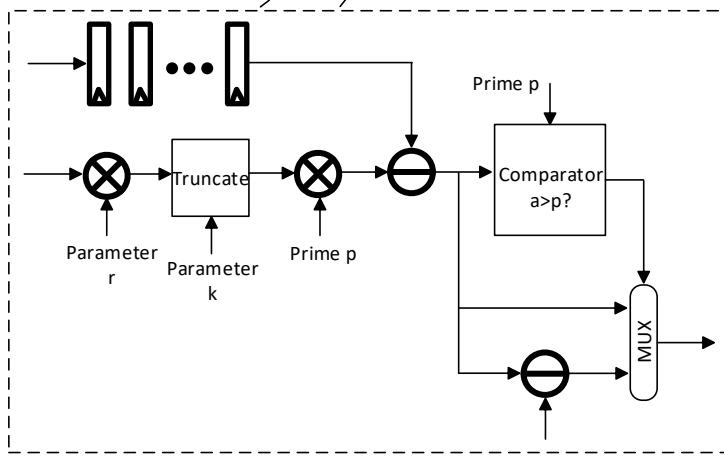 Prime p
Truncate
Comparator
a>p?
Parameter
r
Parameter
k
Prime p
MUX